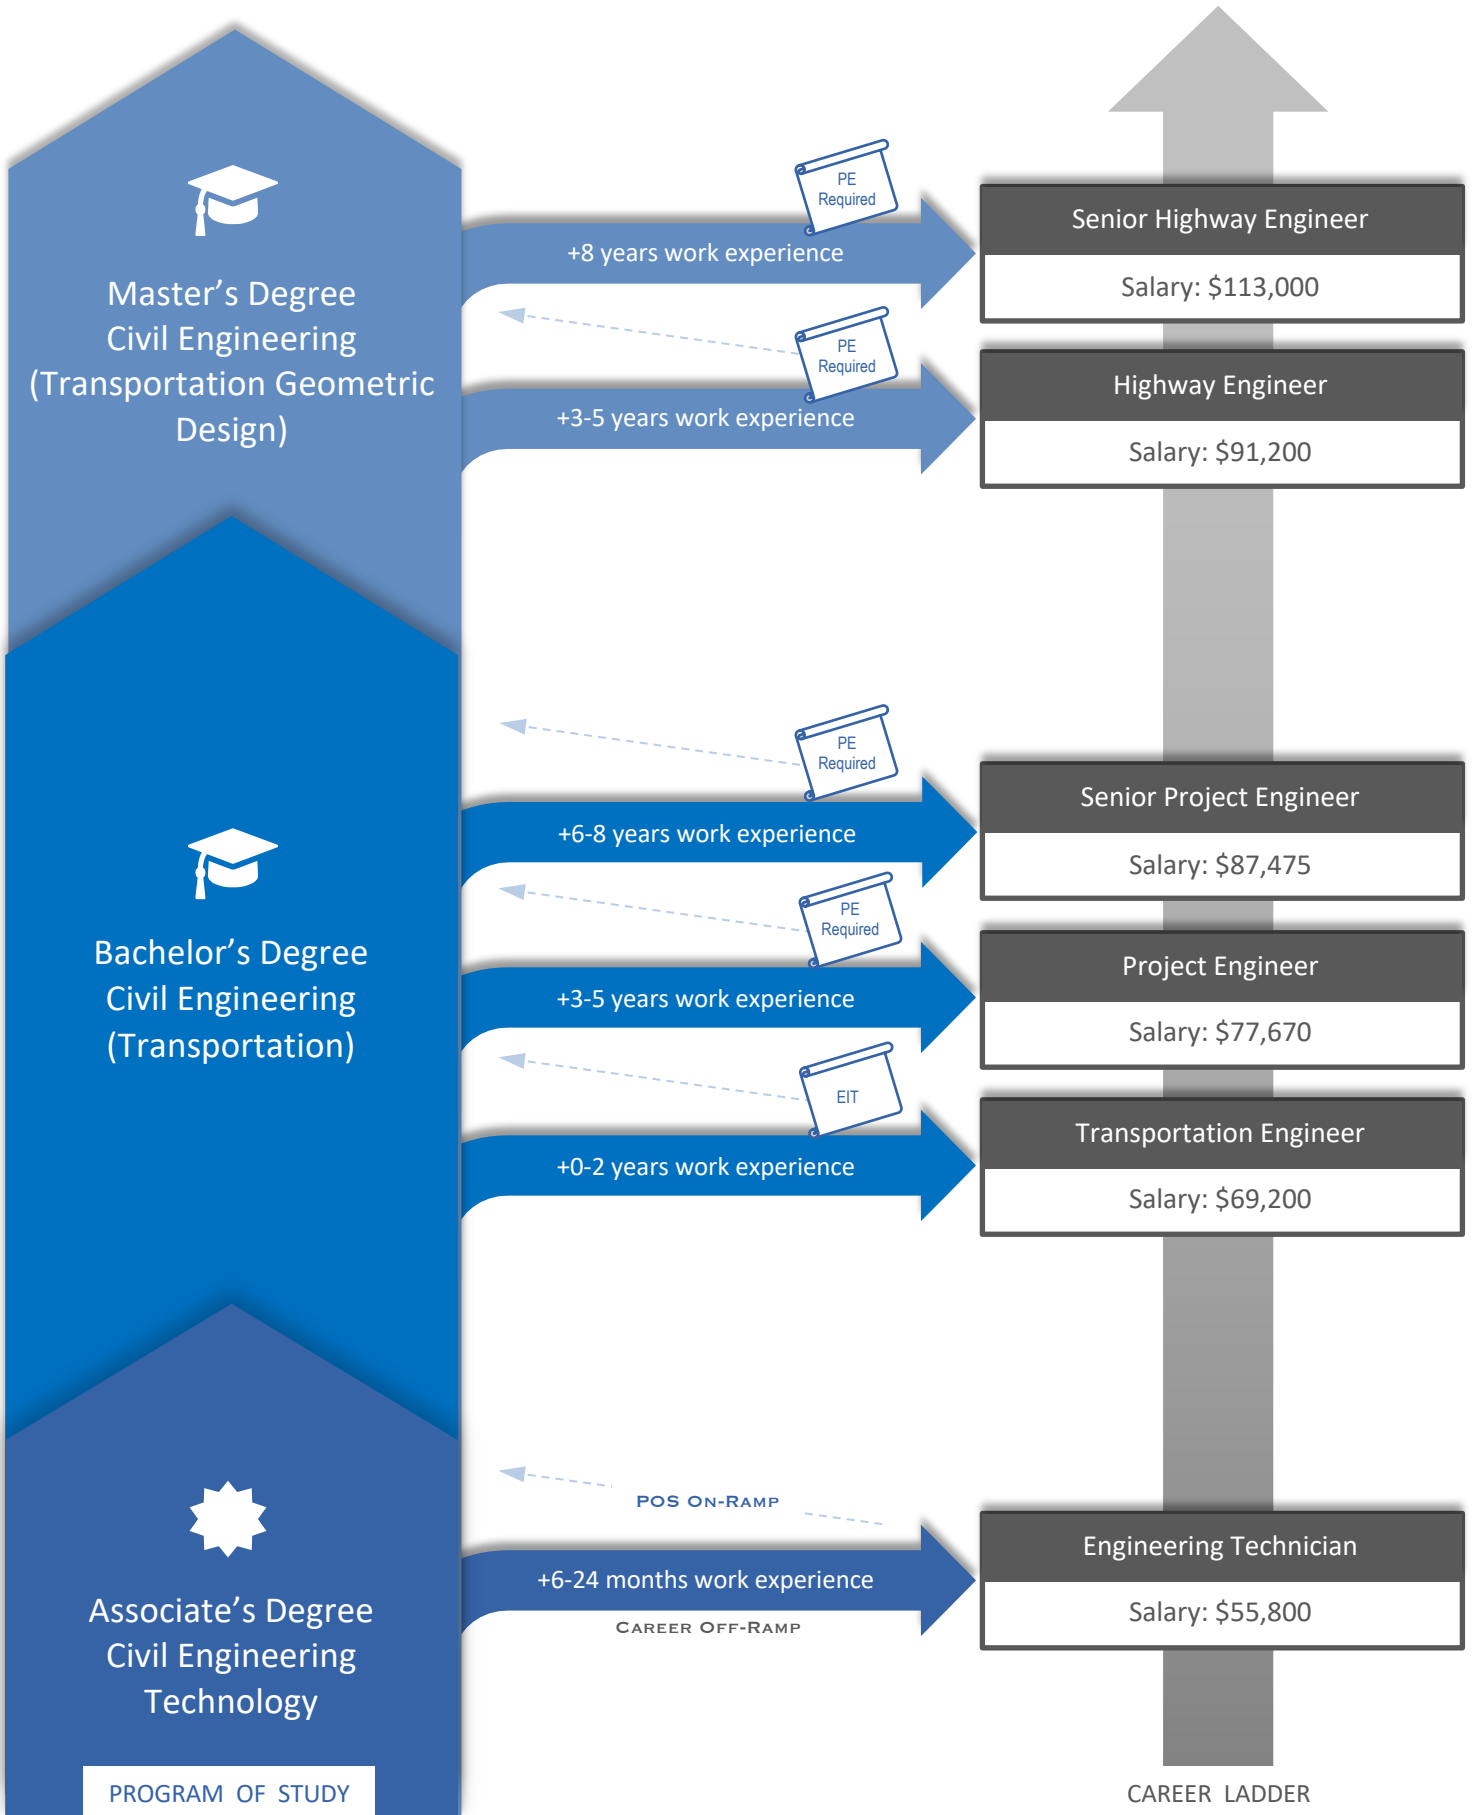 PE
Required
Senior Highway Engineer
+8 years work experience
Salary: $113,000
Master’s Degree
Civil Engineering
(Transportation Geometric
Design)
PE
Required
Highway Engineer
+3-5 years work experience
Salary: $91,200
PE
Required
Senior Project Engineer
+6-8 years work experience
Salary: $87,475
PE
Required
Bachelor’s Degree
Civil Engineering
(Transportation)
Project Engineer
+3-5 years work experience
Salary: $77,670
EIT
Transportation Engineer
+0-2 years work experience
Salary: $69,200
POS On-Ramp
Engineering Technician
+6-24 months work experience
Salary: $55,800
Career Off-Ramp
Associate’s Degree
Civil Engineering
Technology
PROGRAM OF STUDY
CAREER LADDER